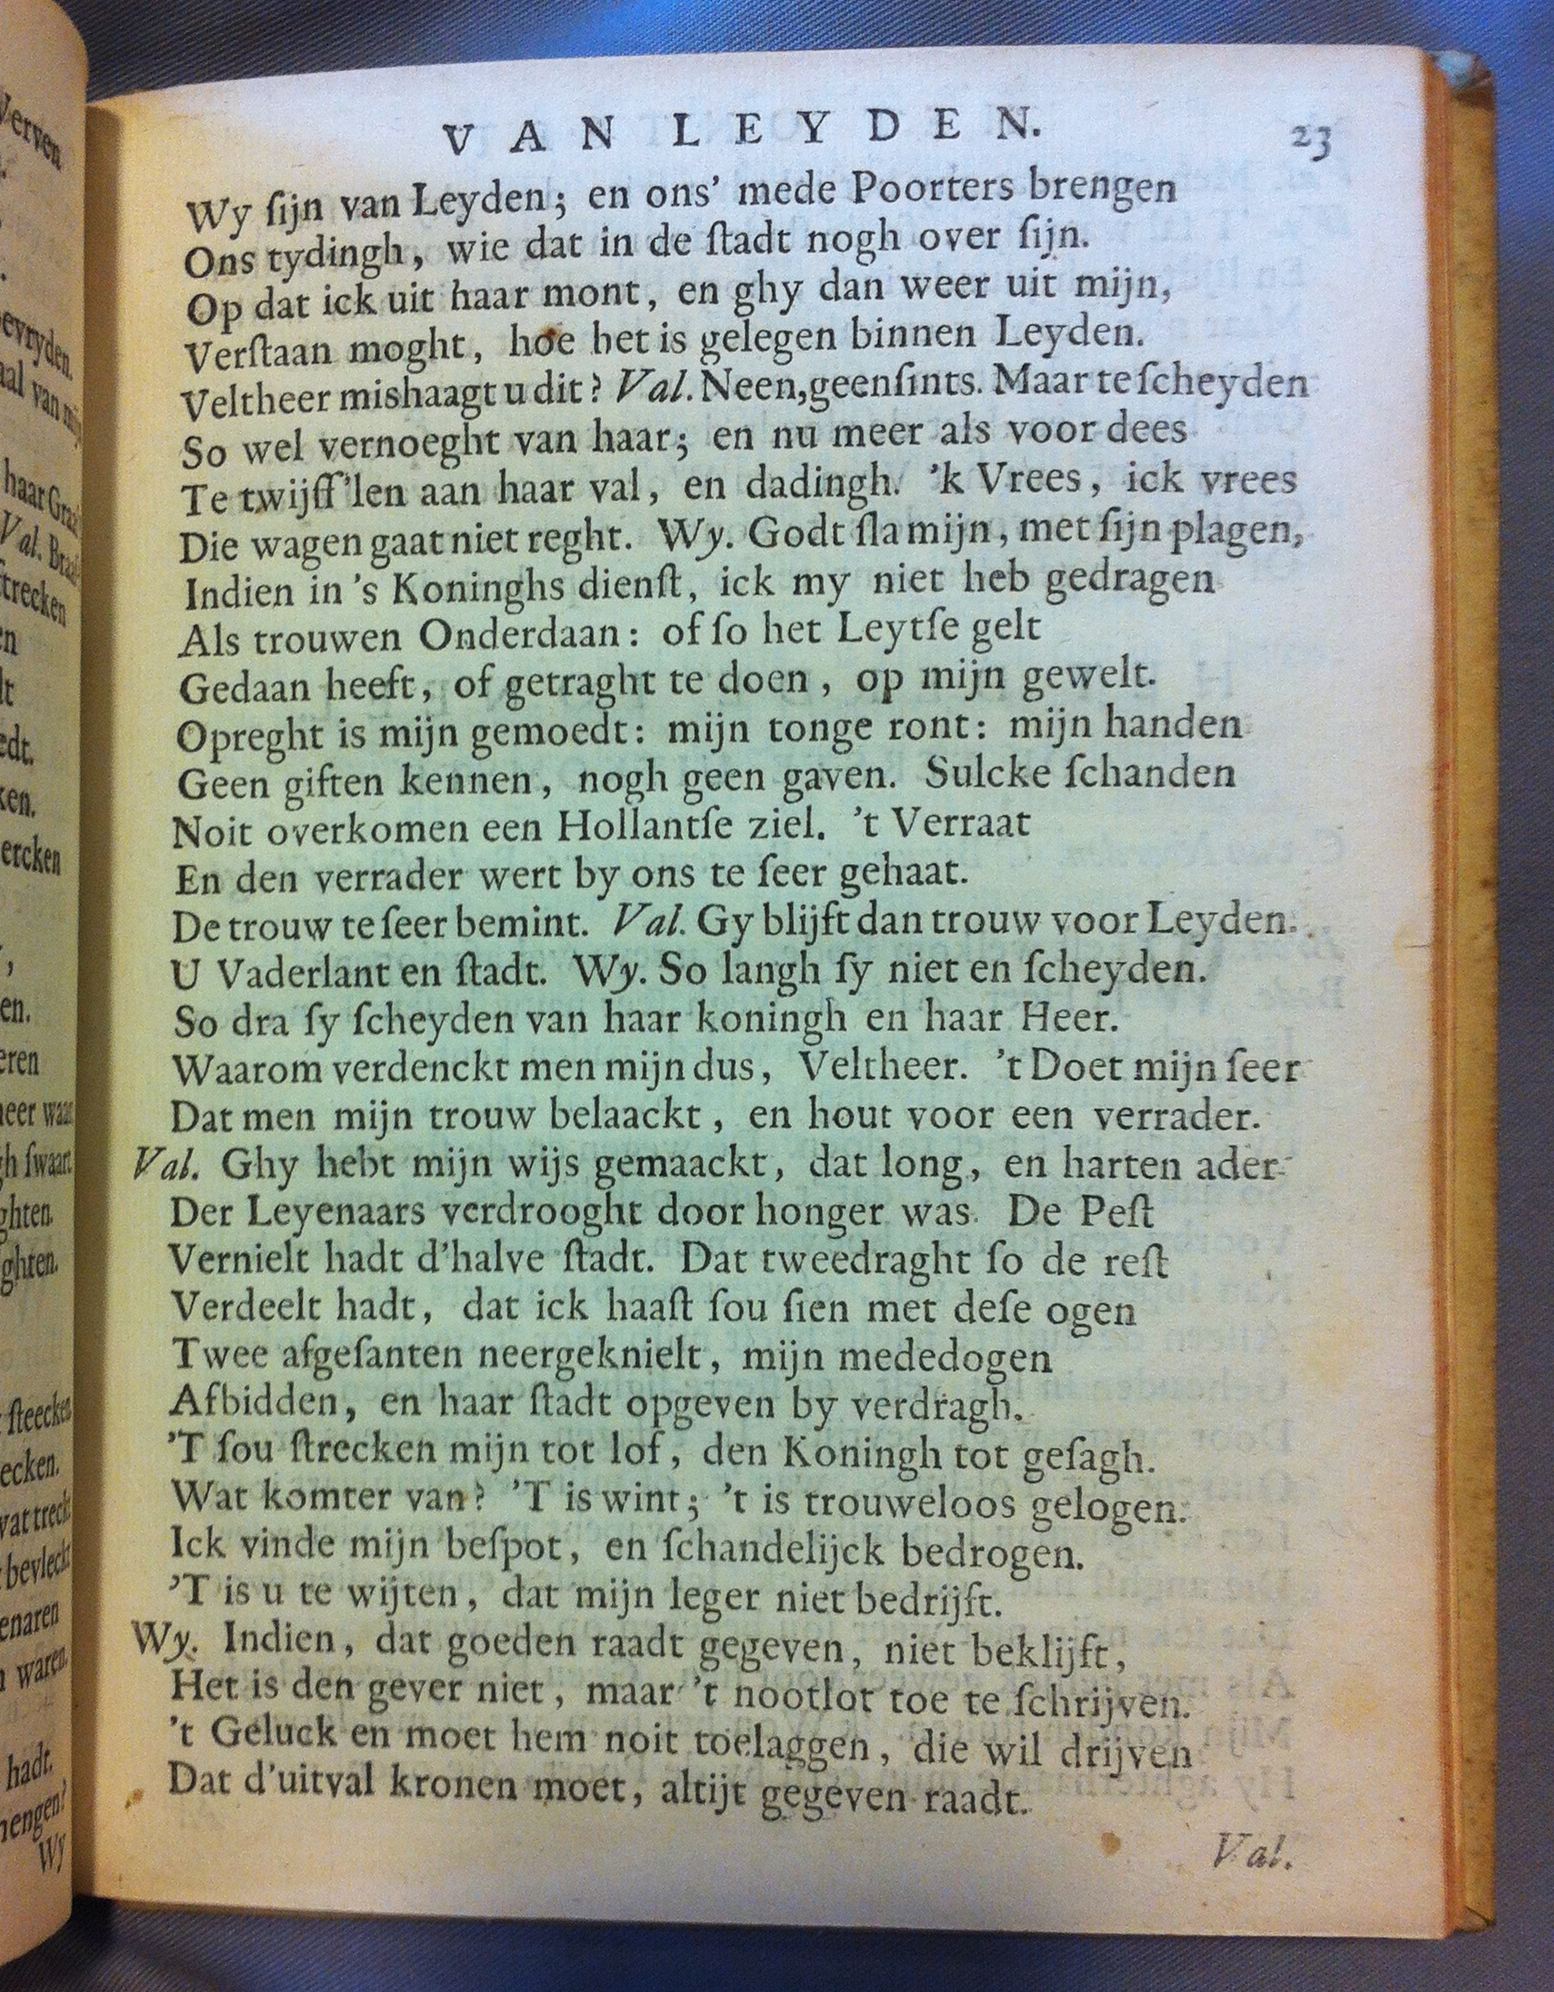 VAN LEYDEN. 23
Wy ſijn van Leyden; en ons' mede Poorters brengen
Ons tydingh, wie dat in de ſtadt nogh over ſijn.
Op dat ick uit haar mont, en ghy dan weer uit mijn,
Verſtaan moght, hoe het is gelegen binnen Leyden.
Veltheer mishaagt u dit? Val. Neen, geenſints. Maar te ſcheyden
So wel vernoeght van haar; en nu meer als voor dees
Te twijff'len aan haar val, en dadingh. 'k Vrees, ick vrees
Die wagen gaat niet reght. Wy. Godt ſla mijn, met ſijn plagen,
Indien in 's Koninghs dienſt, ick my niet heb gedragen
Als trouwen Onderdaan: of ſo het Leytſe gelt
Gedaan heeft, of getraght te doen, op mijn gewelt.
Opreght is mijn gemoedt: mijn tonge ront: mijn handen
Geen giften kennen, nogh geen gaven. Sulcke ſchanden
Noit overkomen een Hollantſe ziel. 't Verraat
En den verrader wert by ons te ſeer gehaat.
De trouw te ſeer bemint. Val. Gy blijft dan trouw voor Leyden.
U Vaderlant en ſtadt. Wy. So langh ſy niet en ſcheyden.
So dra ſy ſcheyden van haar koningh en haar Heer.
Waarom verdenckt men mijn dus, Veltheer. 't Doet mijn ſeer
Dat men mijn trouw belaackt, en hout voor een verrader.
Val. Ghy hebt mijn wijs gemaackt, dat long, en harten ader
Der Leyenaars verdrooght door honger was. De Peſt
Vernielt hadt d'halve ſtadt. Dat tweedraght ſo de reſt
Verdeelt hadt, dat ick haaſt ſou ſien met deſe ogen
Twee afgeſanten neergeknielt, mijn mededogen
Afbidden, en haar ſtadt opgeven by verdragh.
'T ſou ſtrecken mijn tot lof, den Koningh tot geſagh.
Wat komter van? 'T is wint; 't is trouweloos gelogen.
Ick vinde mijn beſpot, en ſchandelijck bedrogen.
'T is u te wijten, dat mijn leger niet bedrijft.
Wy. Indien, dat goeden raadt gegeven, niet beklijft,
Het is den gever niet, maar 't nootlot toe te ſchrijven.
't Geluck en moet hem noit toelaggen, die wil drijven
Dat d'uitval kronen moet, altijt gegeven raadt.
Val.